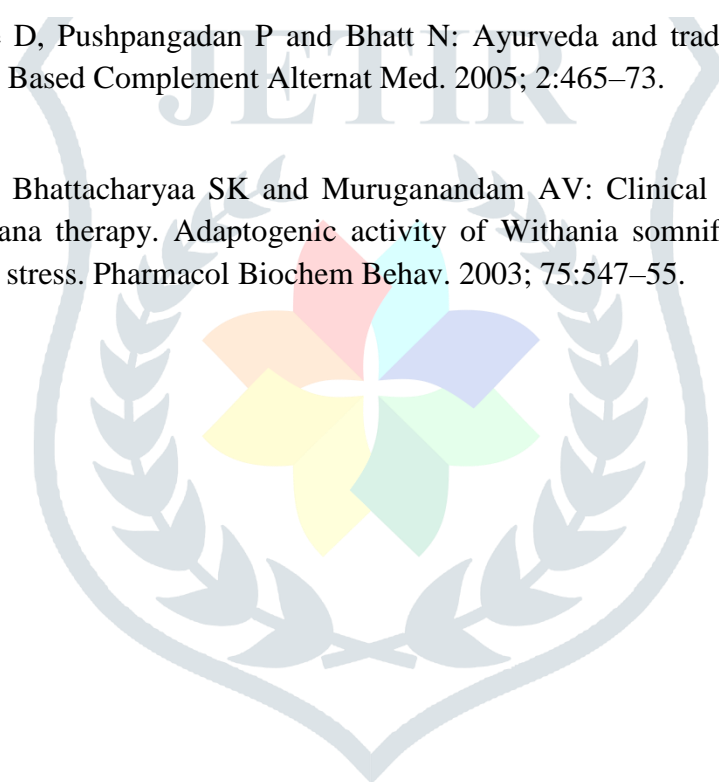 D, Pushpangadan P and Bhatt N: Ayurveda and trad
Based Complement Alternat Med. 2005; 2:465–73.
JETIR
Bhattacharyaa SK and Muruganandam AV: Clinical
ana therapy. Adaptogenic activity of Withania somnif
stress. Pharmacol Biochem Behav. 2003; 75:547–55.